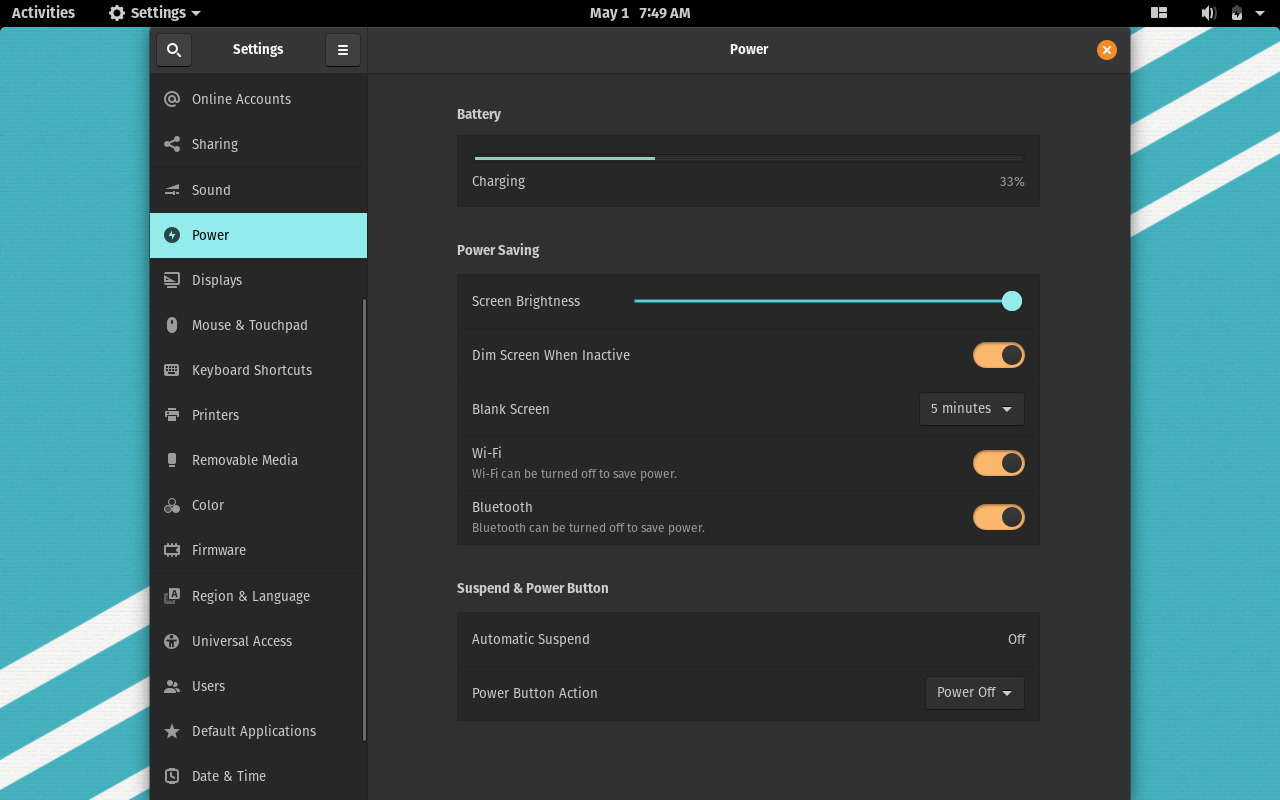 Activities
Settings
May 1 7:49 AM
Settings
Power
Online Accounts
Sharing
Sound
Power
Displays
Mouse & Touchpad
Keyboard Shortcuts
Printers
Removable Media
Color
Firmware
Region & Language
Universal Access
Users
Default Applications
Date & Time
Battery
Charging
33%
Power Saving
Screen Brightness
Dim Screen When Inactive
Blank Screen
5 minutes
Wi-Fi
Wi-Fi can be turned off to save power.
Bluetooth
Bluetooth can be turned off to save power.
Suspend & Power Button
Automatic Suspend
Off
Power Button Action
Power Off